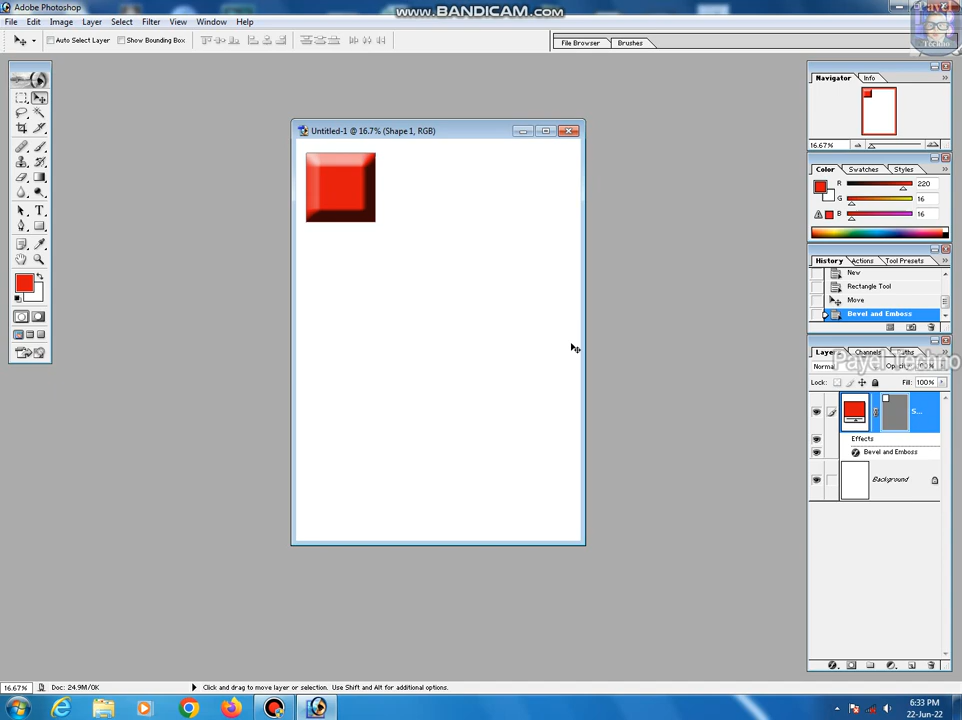 Adobe Photoshop
www.BANDICAM.com
Payel
Techno
File Edit Image Layer Select Filter View Window Help
Auto Select Layer Show Bounding Box
File Browser Brushes
Untitled-1 @ 16.7% (Shape 1, RGB)
Navigator Info
16.67%
Color Swatches Styles
R 220
G 16
B 16
History Actions Tool Presets
New
Rectangle Tool
Move
Bevel and Emboss
Channels Paths
Payel Techno
Normal
Lock: Fill: 100%
S...
Effects
Bevel and Emboss
Background
16.67% Doc: 24.9M/0K Click and drag to move layer or selection. Use Shift and Alt for additional options.
6:33 PM
22-Jun-22